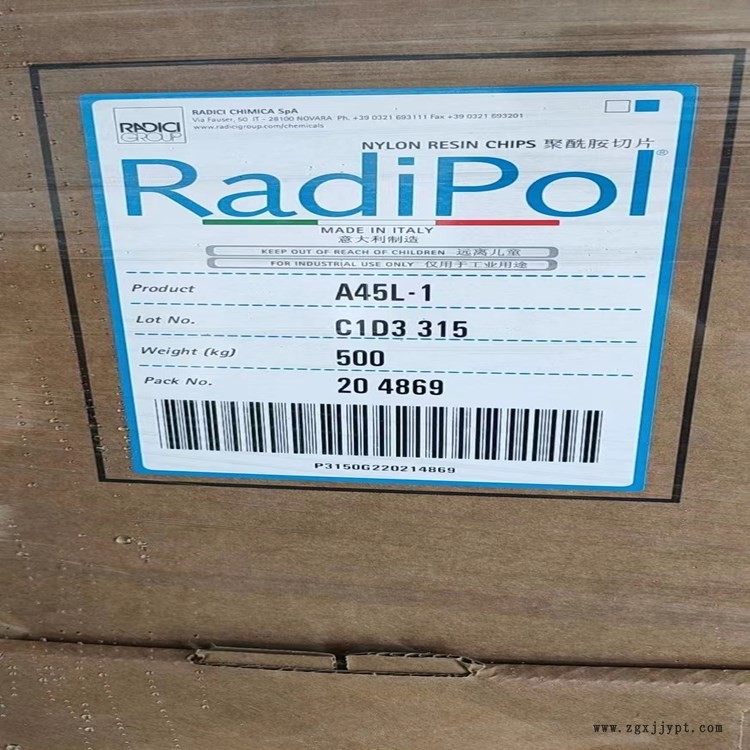 RADICI GROUP
RADICI CHIMICA SpA
Via Fauser, 50 IT - 28100 NOVARA Ph. +39 0321 693111 Fax +39 0321 693201
www.radicigroup.com/chemicals
NYLON RESIN CHIPS 聚酰胺切片
RadiPol®
MADE IN ITALY
意大利制造
KEEP OUT OF REACH OF CHILDREN 远离儿童
FOR INDUSTRIAL USE ONLY 仅用于工业用途
Product A45L-1
Lot No. C1D3 315
Weight (kg) 500
Pack No. 20 4869
P3150G220214869
www.zgxjjypt.com